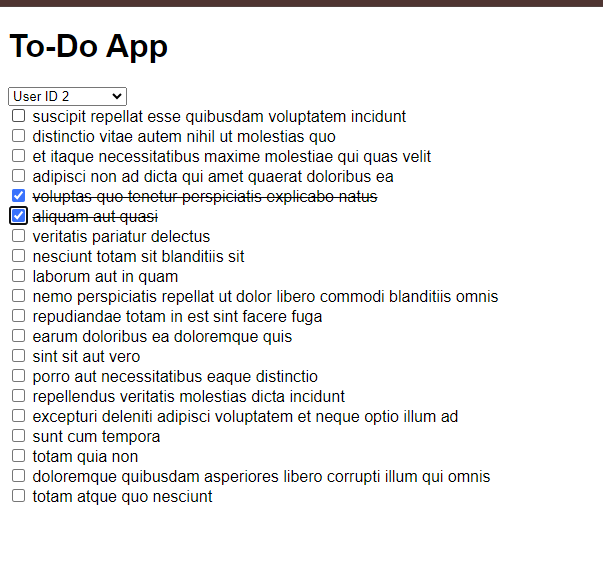 To-Do App
User ID 2
suscipit repellat esse quibusdam voluptatem incidunt
distinctio vitae autem nihil ut molestias quo
et itaque necessitatibus maxime molestiae qui quas velit
adipisci non ad dicta qui amet quaerat doloribus ea
voluptas quo tenetur perspiciatis explicabo natus
aliquam aut quasi
veritatis pariatur delectus
nesciunt totam sit blanditiis sit
laborum aut in quam
nemo perspiciatis repellat ut dolor libero commodi blanditiis omnis
repudiandae totam in est sint facere fuga
earum doloribus ea doloremque quis
sint sit aut vero
porro aut necessitatibus eaque distinctio
repellendus veritatis molestias dicta incidunt
excepturi deleniti adipisci voluptatem et neque optio illum ad
sunt cum tempora
totam quia non
doloremque quibusdam asperiores libero corrupti illum qui omnis
totam atque quo nesciunt